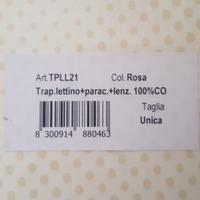 Art.TPLL21 Col.Rosa
Trap.lettino+parac.+lenz. 100%CO
Taglia
Unica
8 300914 880463